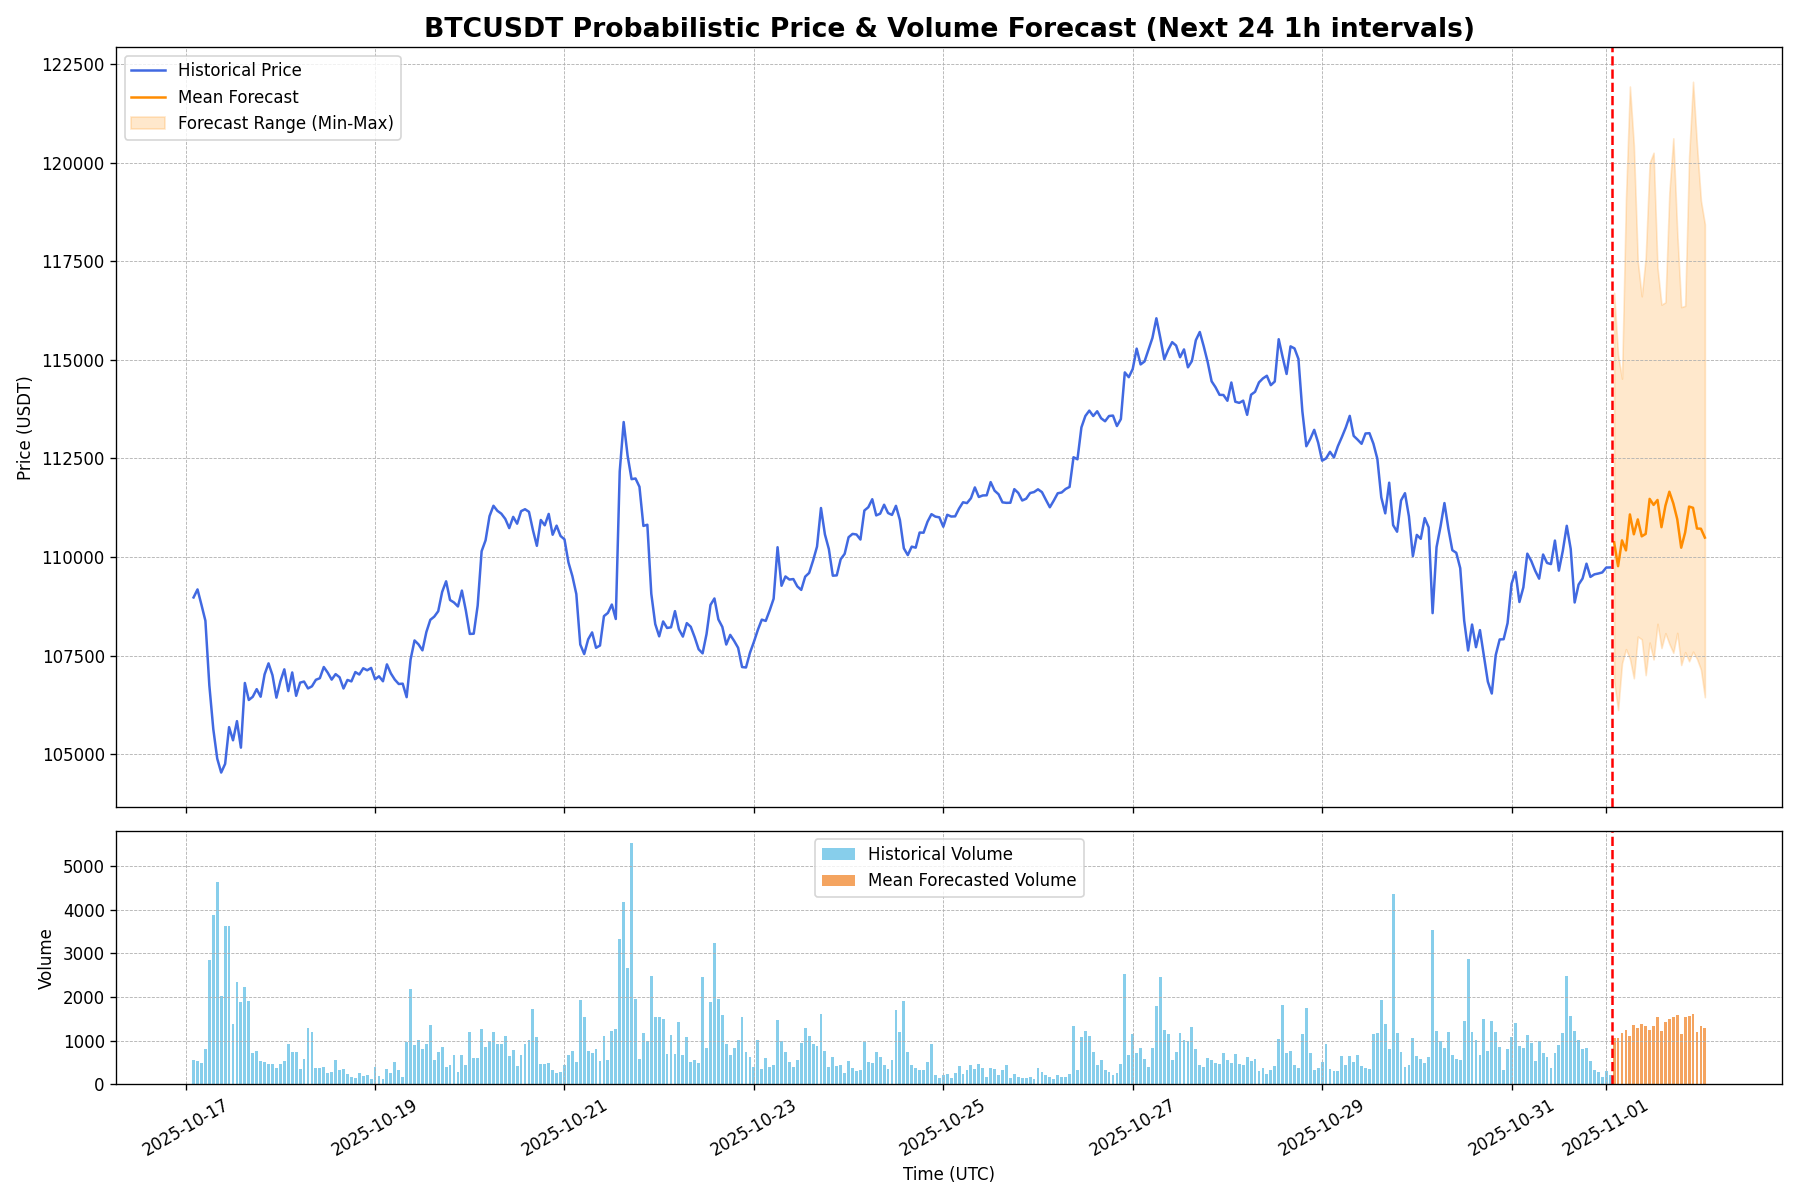 BTCUSDT Probabilistic Price & Volume Forecast (Next 24 1h intervals)
Historical Price
Mean Forecast
Forecast Range (Min-Max)
Price (USDT)
122500
120000
117500
115000
112500
110000
107500
105000
Historical Volume
Mean Forecasted Volume
Volume
5000
4000
3000
2000
1000
0
2025-10-17
2025-10-19
2025-10-21
2025-10-23
2025-10-25
2025-10-27
2025-10-29
2025-10-31
2025-11-01
Time (UTC)